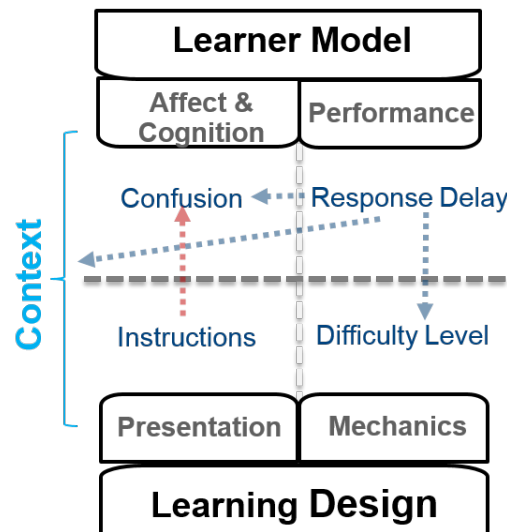 Learner Model
Affect &
Cognition
Performance
Confusion
Response Delay
Context
Instructions
Difficulty Level
Presentation
Mechanics
Learning Design